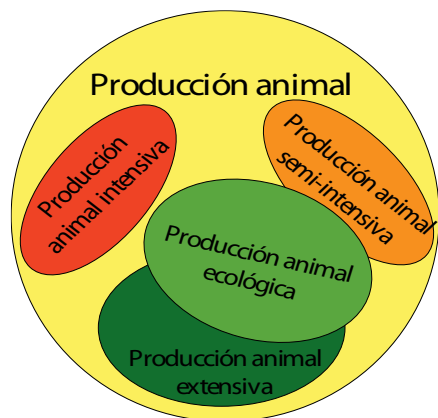 Producción animal
Producción
animal intensiva
Producción animal
semi-intensiva
Producción animal
ecológica
Producción animal
extensiva